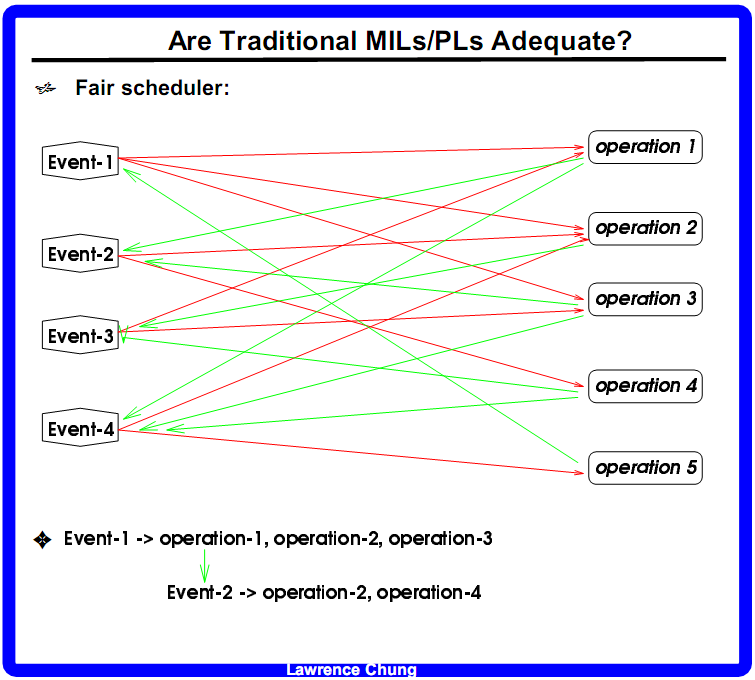 Are Traditional MILs/PLs Adequate?
Fair scheduler:
Event-1
operation 1
Event-2
operation 2
Event-3
operation 3
Event-4
operation 4
operation 5
Event-1 -> operation-1, operation-2, operation-3
Event-2 -> operation-2, operation-4
Lawrence Chung